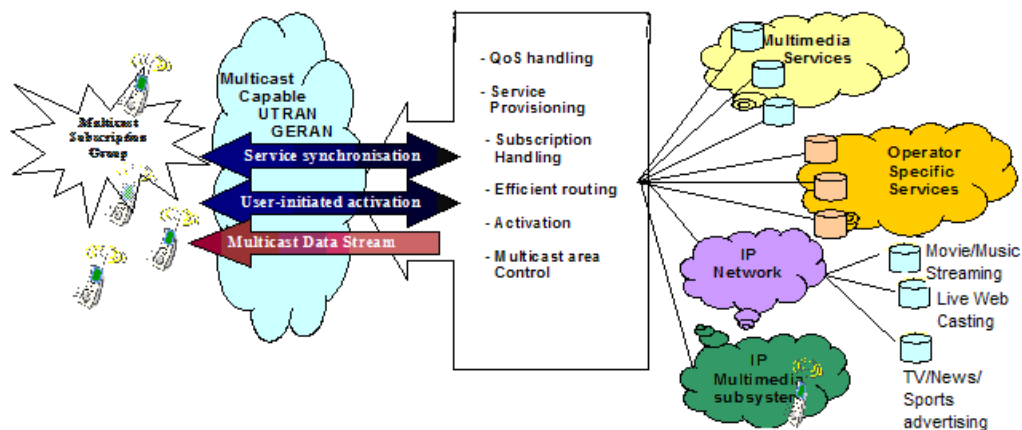 Multicast
Subscription
Group
Multicast
Capable
UTRAN
GERAN
Service synchronisation
User-initiated activation
Multicast Data Stream
- QoS handling
- Service
Provisioning
- Subscription
Handling
- Efficient routing
- Activation
- Multicast area
Control
Multimedia
Services
Operator
Specific
Services
IP
Network
Movie/Music
Streaming
Live Web
Casting
TV/News/
Sports
advertising
IP
Multimedia
subsystem